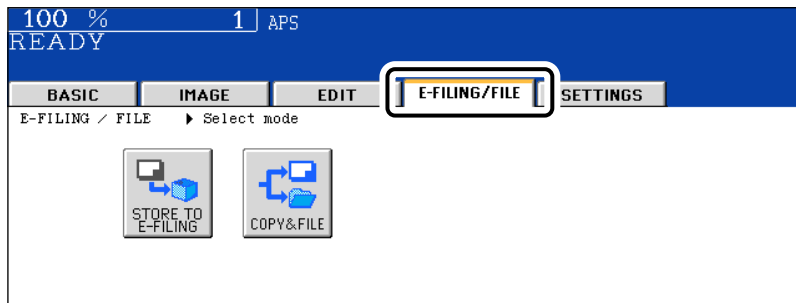 100 % 1 APS
READY
BASIC IMAGE EDIT E-FILING/FILE SETTINGS
E-FILING / FILE ▶ Select mode
STORE TO
E-FILING
COPY&FILE